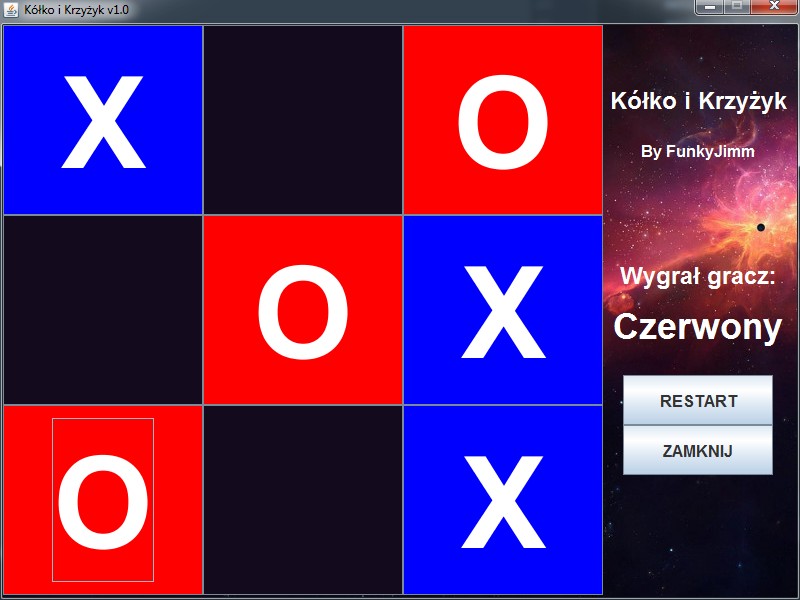 Kółko i Krzyżyk v1.0
X
O
O
X
O
X
Kółko i Krzyżyk
By FunkyJimm
Wygrał gracz:
Czerwony
RESTART
ZAMKNIJ